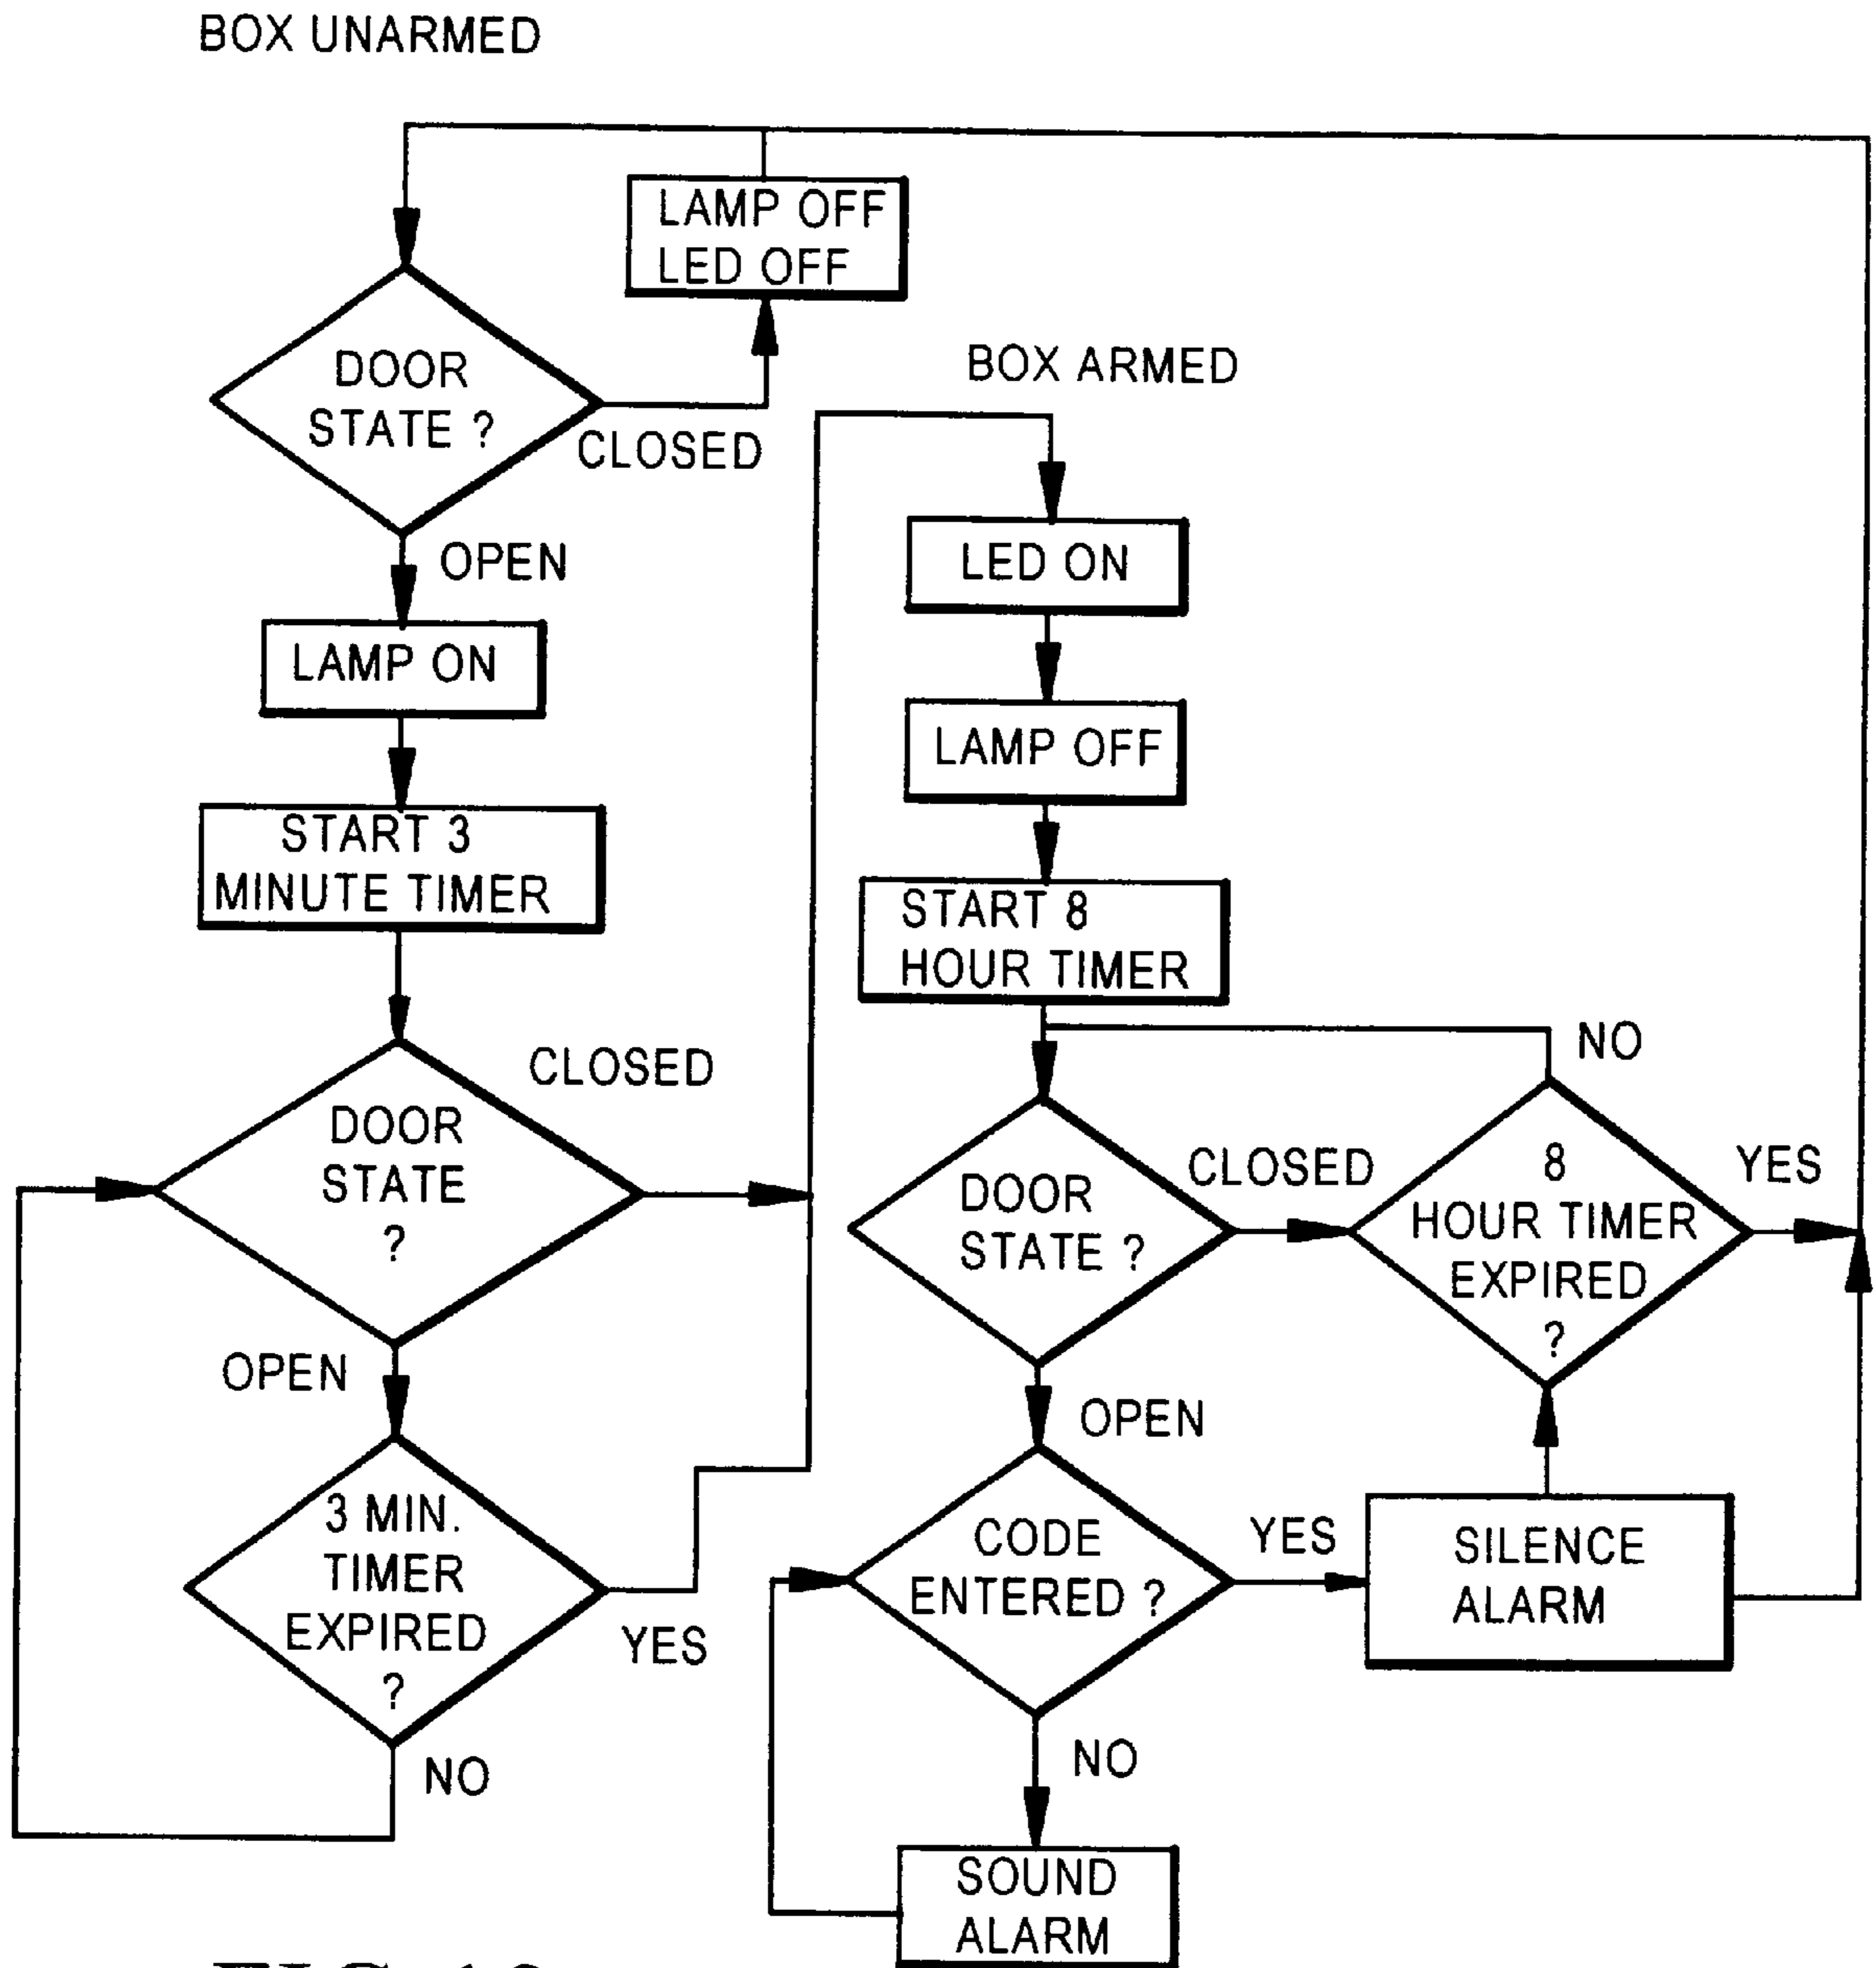 BOX UNARMED
LAMP OFF
LED OFF
DOOR
STATE ?
CLOSED
OPEN
LAMP ON
START 3
MINUTE TIMER
CLOSED
DOOR
STATE
?
OPEN
3 MIN.
TIMER
EXPIRED
?
YES
NO
BOX ARMED
LED ON
LAMP OFF
START 8
HOUR TIMER
NO
DOOR
STATE ?
CLOSED
8
HOUR TIMER
EXPIRED
?
YES
OPEN
CODE
ENTERED ?
YES
SILENCE
ALARM
NO
SOUND
ALARM